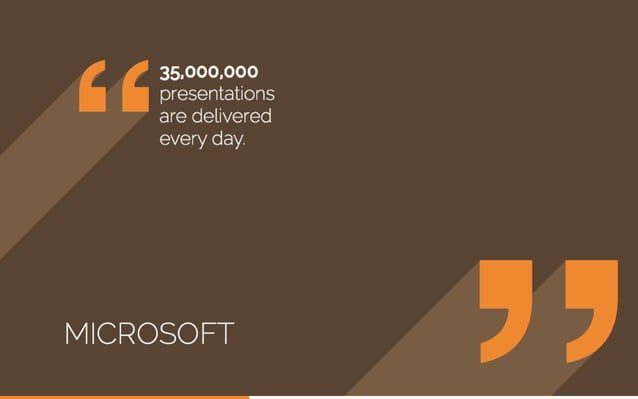 35,000,000
presentations
are delivered
every day.
MICROSOFT